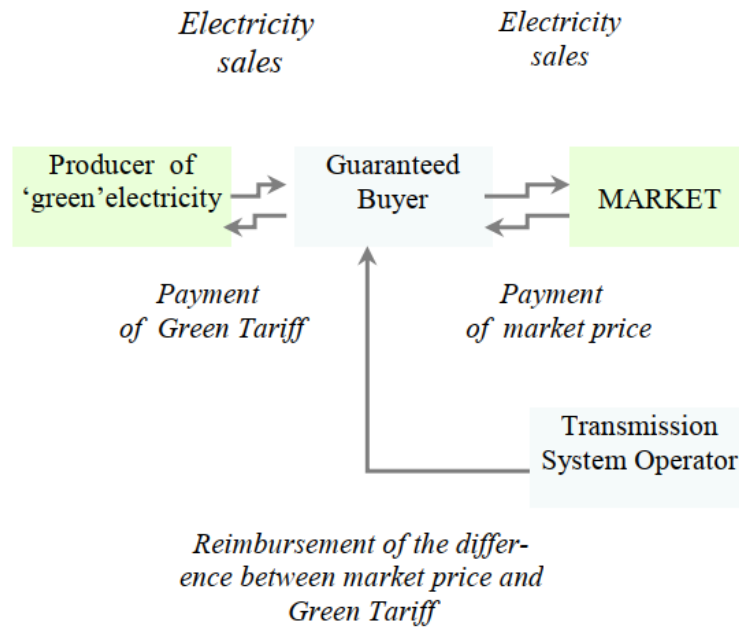 Electricity
sales
Electricity
sales
Producer of
‘green’electricity
Guaranteed
Buyer
MARKET
Payment
of Green Tariff
Payment
of market price
Transmission
System Operator
Reimbursement of the differ-
ence between market price and
Green Tariff